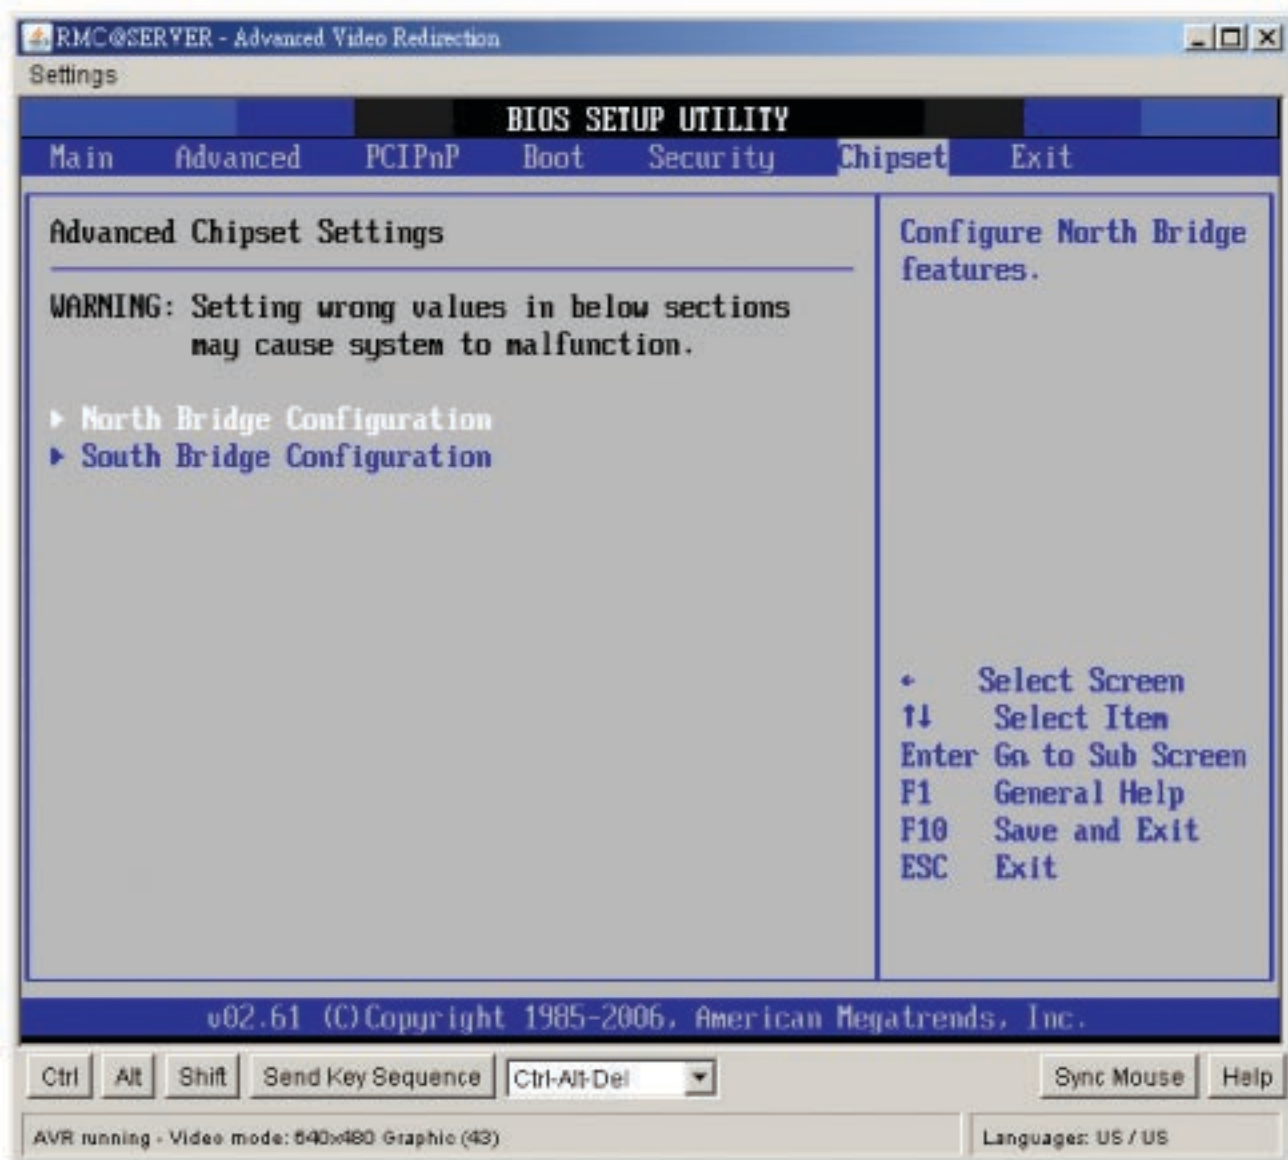 RMC@SERVER - Advanced Video Redirection
Settings
BIOS SETUP UTILITY
Main Advanced PCIPnP Boot Security Chipset Exit
Advanced Chipset Settings
WARNING: Setting wrong values in below sections
may cause system to malfunction.
North Bridge Configuration
South Bridge Configuration
Configure North Bridge
features.
← Select Screen
↑↓ Select Item
Enter Go to Sub Screen
F1 General Help
F10 Save and Exit
ESC Exit
v02.61 (C)Copyright 1985-2006, American Megatrends, Inc.
Ctrl Alt Shift Send Key Sequence Ctrl-Alt-Del Sync Mouse Help
AVR running - Video mode: 640x480 Graphic (43) Languages: US / US